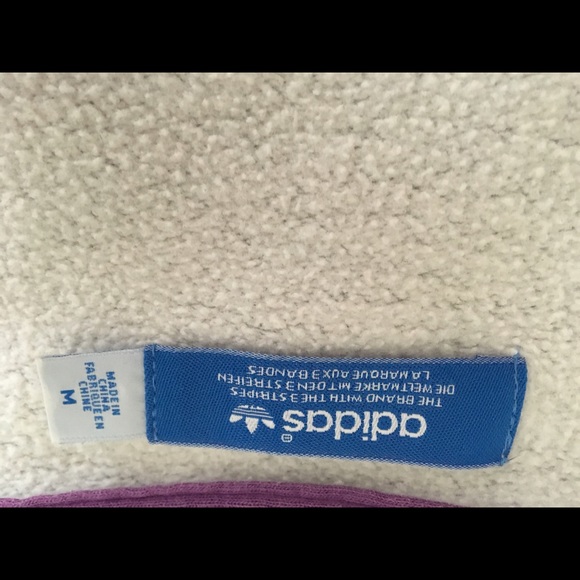 adidas®
THE BRAND WITH THE 3 STRIPES
DIE WELTMARKE MIT DEN 3 STREIFEN
LA MARQUE AUX 3 BANDES
M
MADE IN
CHINA
FABRIQUÉ EN
CHINE